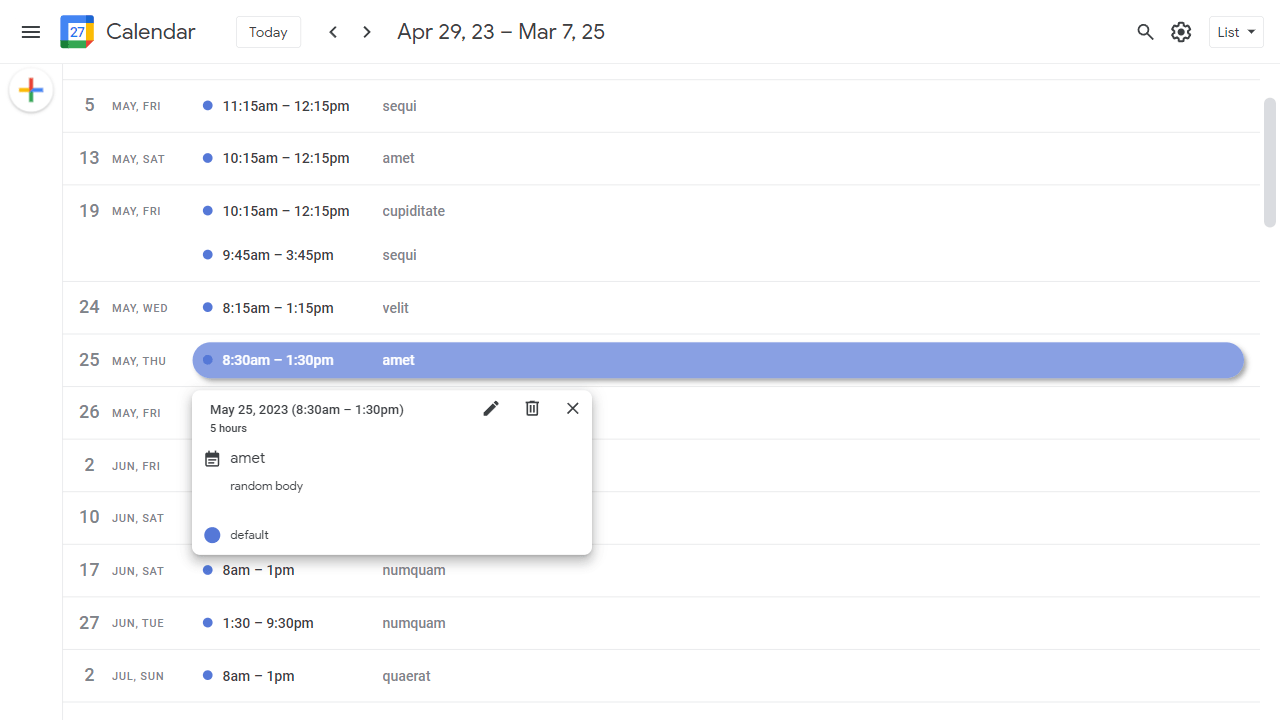 27 Calendar Today Apr 29, 23 – Mar 7, 25 List
5 MAY, FRI 11:15am – 12:15pm sequi
13 MAY, SAT 10:15am – 12:15pm amet
19 MAY, FRI 10:15am – 12:15pm cupiditate
9:45am – 3:45pm sequi
24 MAY, WED 8:15am – 1:15pm velit
25 MAY, THU 8:30am – 1:30pm amet
26 MAY, FRI
May 25, 2023 (8:30am – 1:30pm)
5 hours
amet
2 JUN, FRI
random body
10 JUN, SAT
default
17 JUN, SAT 8am – 1pm numquam
27 JUN, TUE 1:30 – 9:30pm numquam
2 JUL, SUN 8am – 1pm quaerat